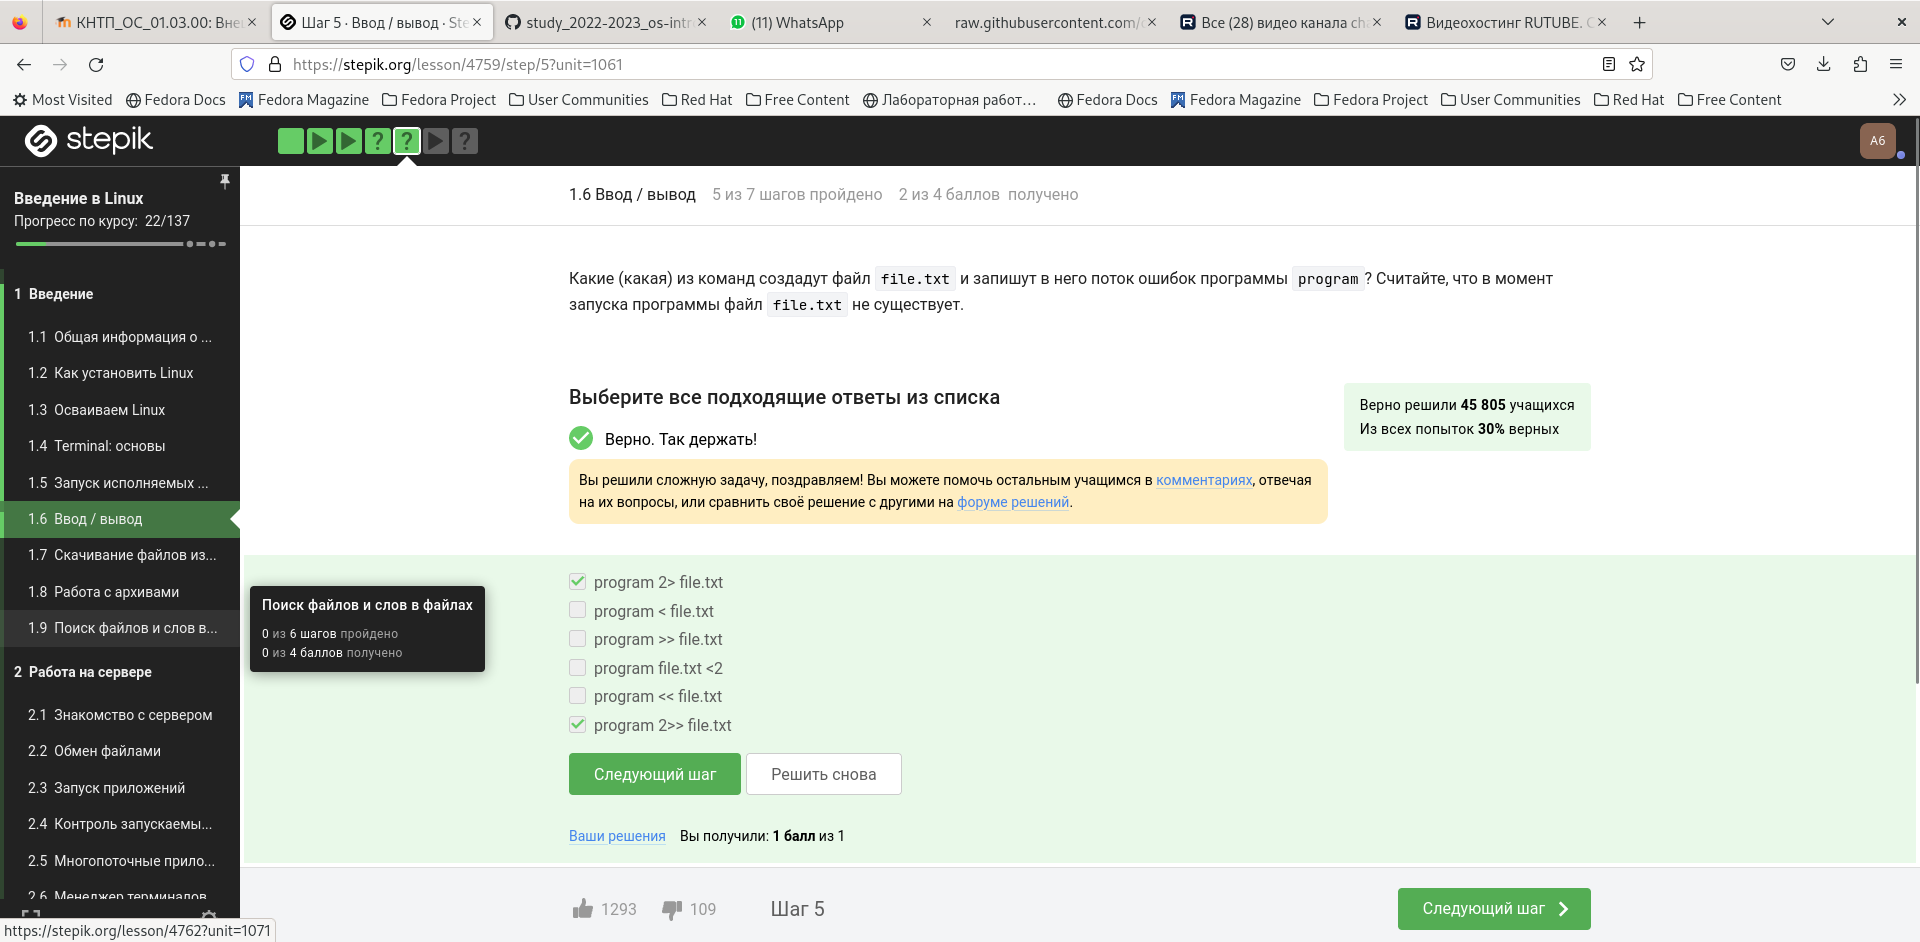 КНТП_ОС_01.03.00: Вне
Шаг 5 · Ввод / вывод · Ste
study_2022-2023_os-intr
(11) WhatsApp
raw.githubusercontent.com/
Все (28) видео канала
Видеохостинг RUTUBE.
https://stepik.org/lesson/4759/step/5?unit=1061
Most Visited
Fedora Docs
Fedora Magazine
Fedora Project
User Communities
Red Hat
Free Content
Лабораторная работ…
Fedora Docs
Fedora Magazine
Fedora Project
User Communities
Red Hat
Free Content
stepik
A6
Введение в Linux
Прогресс по курсу: 22/137
1 Введение
1.1 Общая информация о ...
1.2 Как установить Linux
1.3 Осваиваем Linux
1.4 Terminal: основы
1.5 Запуск исполняемых ...
1.6 Ввод / вывод
1.7 Скачивание файлов из...
1.8 Работа с архивами
1.9 Поиск файлов и слов в...
2 Работа на сервере
2.1 Знакомство с сервером
2.2 Обмен файлами
2.3 Запуск приложений
2.4 Контроль запускаемы...
2.5 Многопоточные прило...
2.6 Менеджер терминалов
https://stepik.org/lesson/4762?unit=1071
Поиск файлов и слов в файлах
0 из 6 шагов пройдено
0 из 4 баллов получено
1.6 Ввод / вывод 5 из 7 шагов пройдено 2 из 4 баллов получено
Какие (какая) из команд создадут файл file.txt и запишут в него поток ошибок программы program? Считайте, что в момент
запуска программы файл file.txt не существует.
Выберите все подходящие ответы из списка
Верно. Так держать!
Вы решили сложную задачу, поздравляем! Вы можете помочь остальным учащимся в комментариях, отвечая
на их вопросы, или сравнить своё решение с другими на форуме решений.
Верно решили 45 805 учащихся
Из всех попыток 30% верных
program 2> file.txt
program < file.txt
program >> file.txt
program file.txt <2
program << file.txt
program 2>> file.txt
Следующий шаг
Решить снова
Ваши решения Вы получили: 1 балл из 1
1293
109
Шаг 5
Следующий шаг